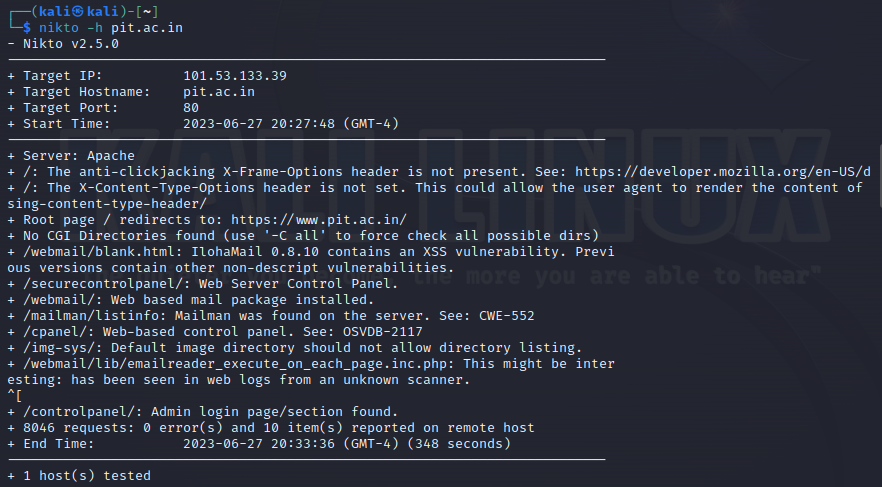 ┌──(kali㉿kali)-[~]
└─$ nikto -h pit.ac.in
- Nikto v2.5.0
---------------------------------------------------------------------------
+ Target IP:          101.53.133.39
+ Target Hostname:    pit.ac.in
+ Target Port:        80
+ Start Time:         2023-06-27 20:27:48 (GMT-4)
---------------------------------------------------------------------------
+ Server: Apache
+ /: The anti-clickjacking X-Frame-Options header is not present. See: https://developer.mozilla.org/en-US/d
+ /: The X-Content-Type-Options header is not set. This could allow the user agent to render the content of
sing-content-type-header/
+ Root page / redirects to: https://www.pit.ac.in/
+ No CGI Directories found (use '-C all' to force check all possible dirs)
+ /webmail/blank.html: IlohaMail 0.8.10 contains an XSS vulnerability. Previ
ous versions contain other non-descript vulnerabilities.
+ /securecontrolpanel/: Web Server Control Panel.
+ /webmail/: Web based mail package installed.
+ /mailman/listinfo: Mailman was found on the server. See: CWE-552
+ /cpanel/: Web-based control panel. See: OSVDB-2117
+ /img-sys/: Default image directory should not allow directory listing.
+ /webmail/lib/emailreader_execute_on_each_page.inc.php: This might be inter
esting: has been seen in web logs from an unknown scanner.
^[
+ /controlpanel/: Admin login page/section found.
+ 8046 requests: 0 error(s) and 10 item(s) reported on remote host
+ End Time:           2023-06-27 20:33:36 (GMT-4) (348 seconds)
---------------------------------------------------------------------------
+ 1 host(s) tested
KALI LINUX
the more you are able to hear"